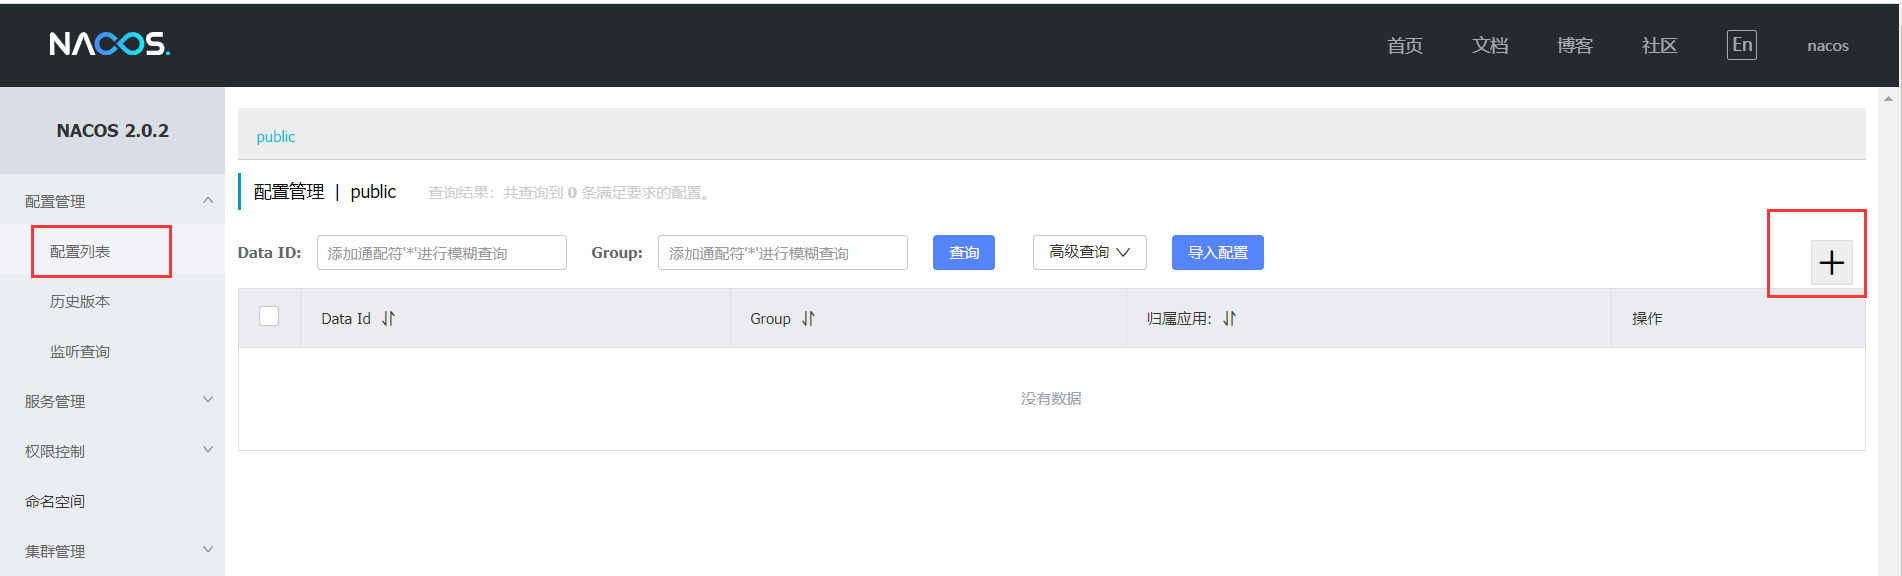 NACOS.
首页 文档 博客 社区 En nacos
NACOS 2.0.2
配置管理
配置列表
历史版本
监听查询
服务管理
权限控制
命名空间
集群管理
public
配置管理 | public 查询结果：共查询到 0 条满足要求的配置。
Data ID: 添加通配符'*'进行模糊查询 Group: 添加通配符'*'进行模糊查询 查询 高级查询 导入配置
Data Id Group 归属应用: 操作
没有数据